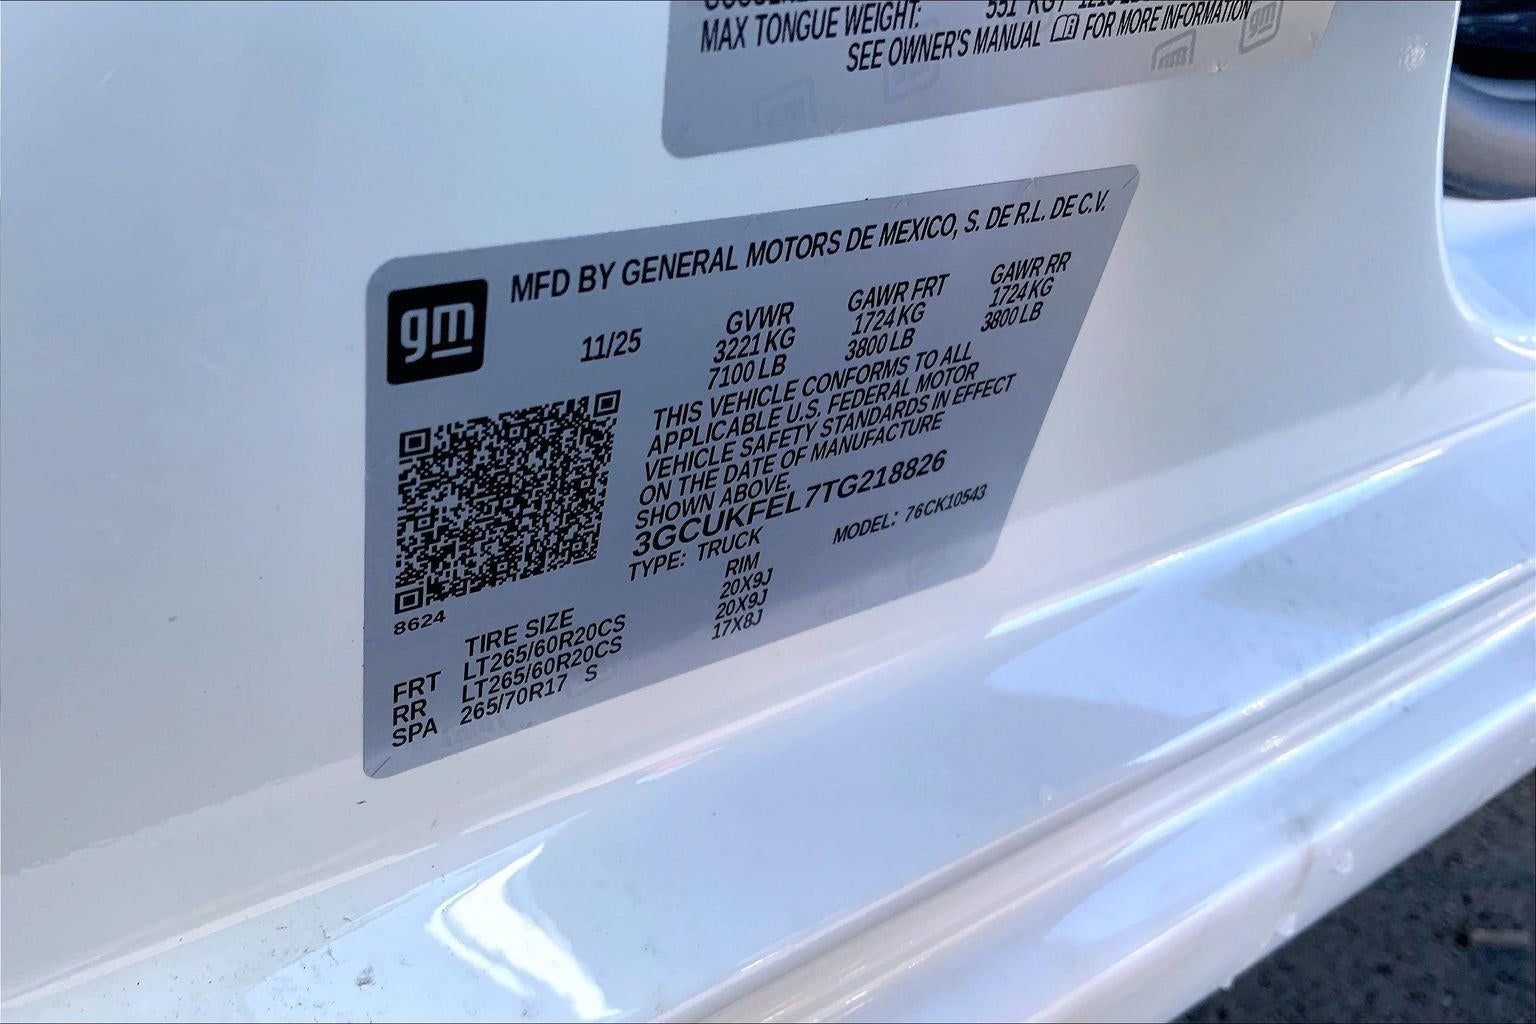 MAX TONGUE WEIGHT: 551 KG
SEE OWNER'S MANUAL FOR MORE INFORMATION
gm
MFD BY GENERAL MOTORS DE MEXICO, S. DE R.L. DE C.V.
11/25
GVWR
3221 KG
7100 LB
GAWR FRT
1724 KG
3800 LB
GAWR RR
1724 KG
3800 LB
THIS VEHICLE CONFORMS TO ALL
APPLICABLE U.S. FEDERAL MOTOR
VEHICLE SAFETY STANDARDS IN EFFECT
ON THE DATE OF MANUFACTURE
SHOWN ABOVE.
3GCUKFEL7TG218826
TYPE: TRUCK MODEL: 76CK10543
8624
TIRE SIZE RIM
FRT LT265/60R20CS 20X9J
RR LT265/60R20CS 20X9J
SPA 265/70R17 S 17X8J